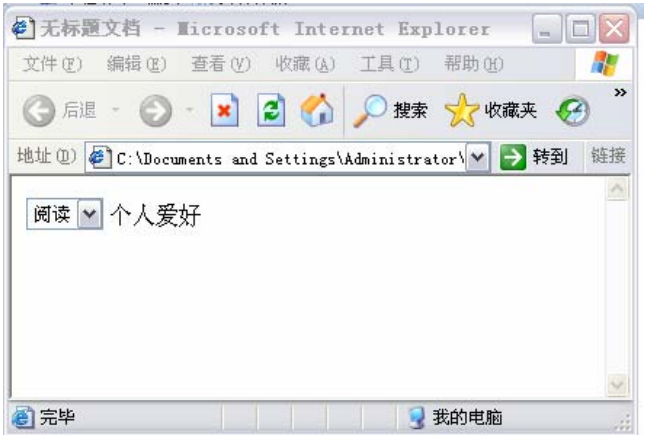 无标题文档 - Microsoft Internet Explorer
文件(F) 编辑(E) 查看(V) 收藏(A) 工具(T) 帮助(H)
后退 搜索 收藏夹 »
地址(D) C:\Documents and Settings\Administrator\ 转到 链接
阅读 个人爱好
完毕 我的电脑